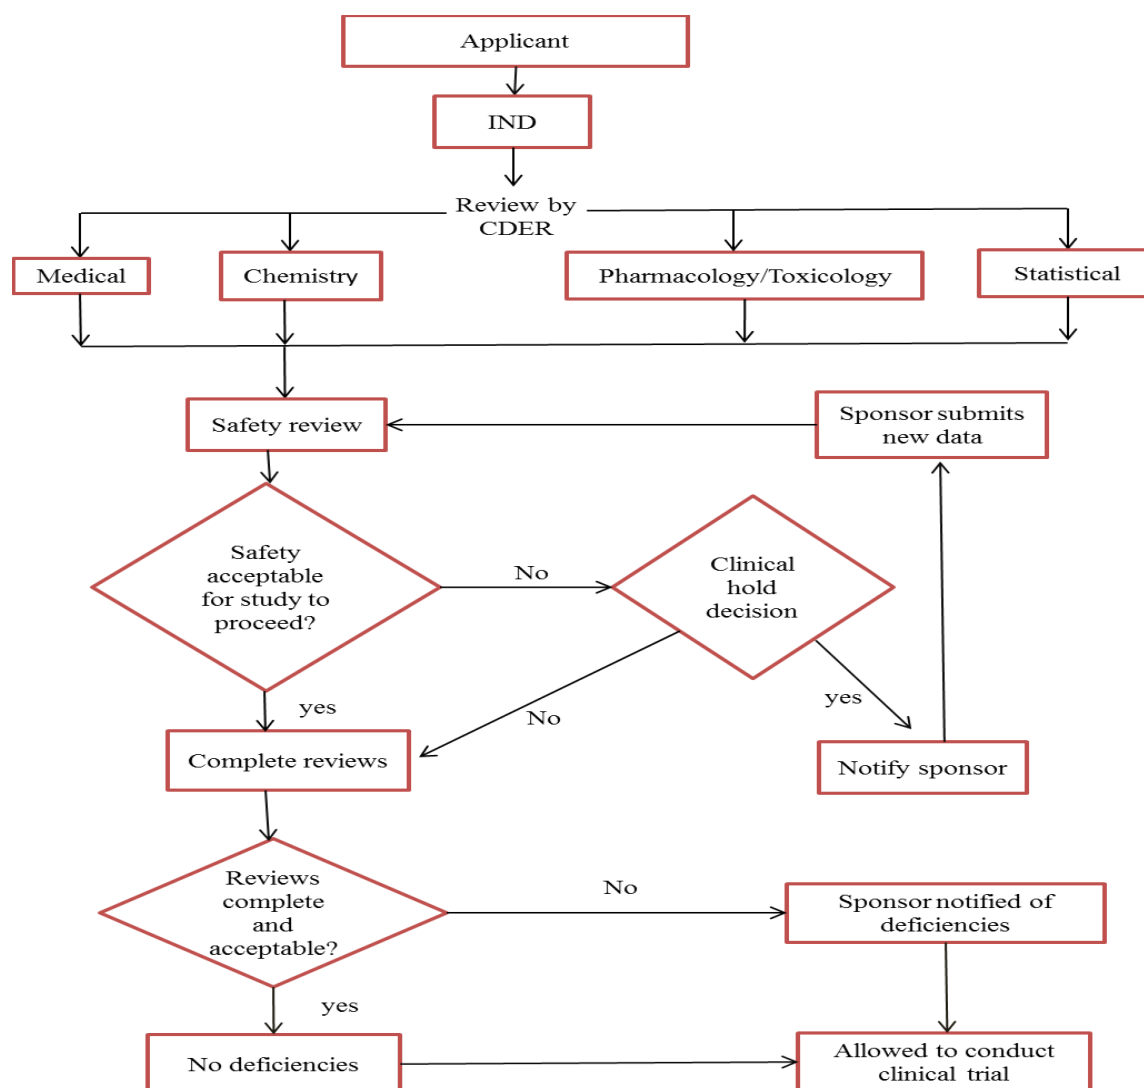 Applicant
IND
Review by
CDER
Medical
Chemistry
Pharmacology/Toxicology
Statistical
Safety review
Sponsor submits
new data
Safety
acceptable
for study to
proceed?
No
Clinical
hold
decision
yes
No
yes
Complete reviews
Notify sponsor
Reviews
complete
and
acceptable?
No
Sponsor notified of
deficiencies
yes
No deficiencies
Allowed to conduct
clinical trial